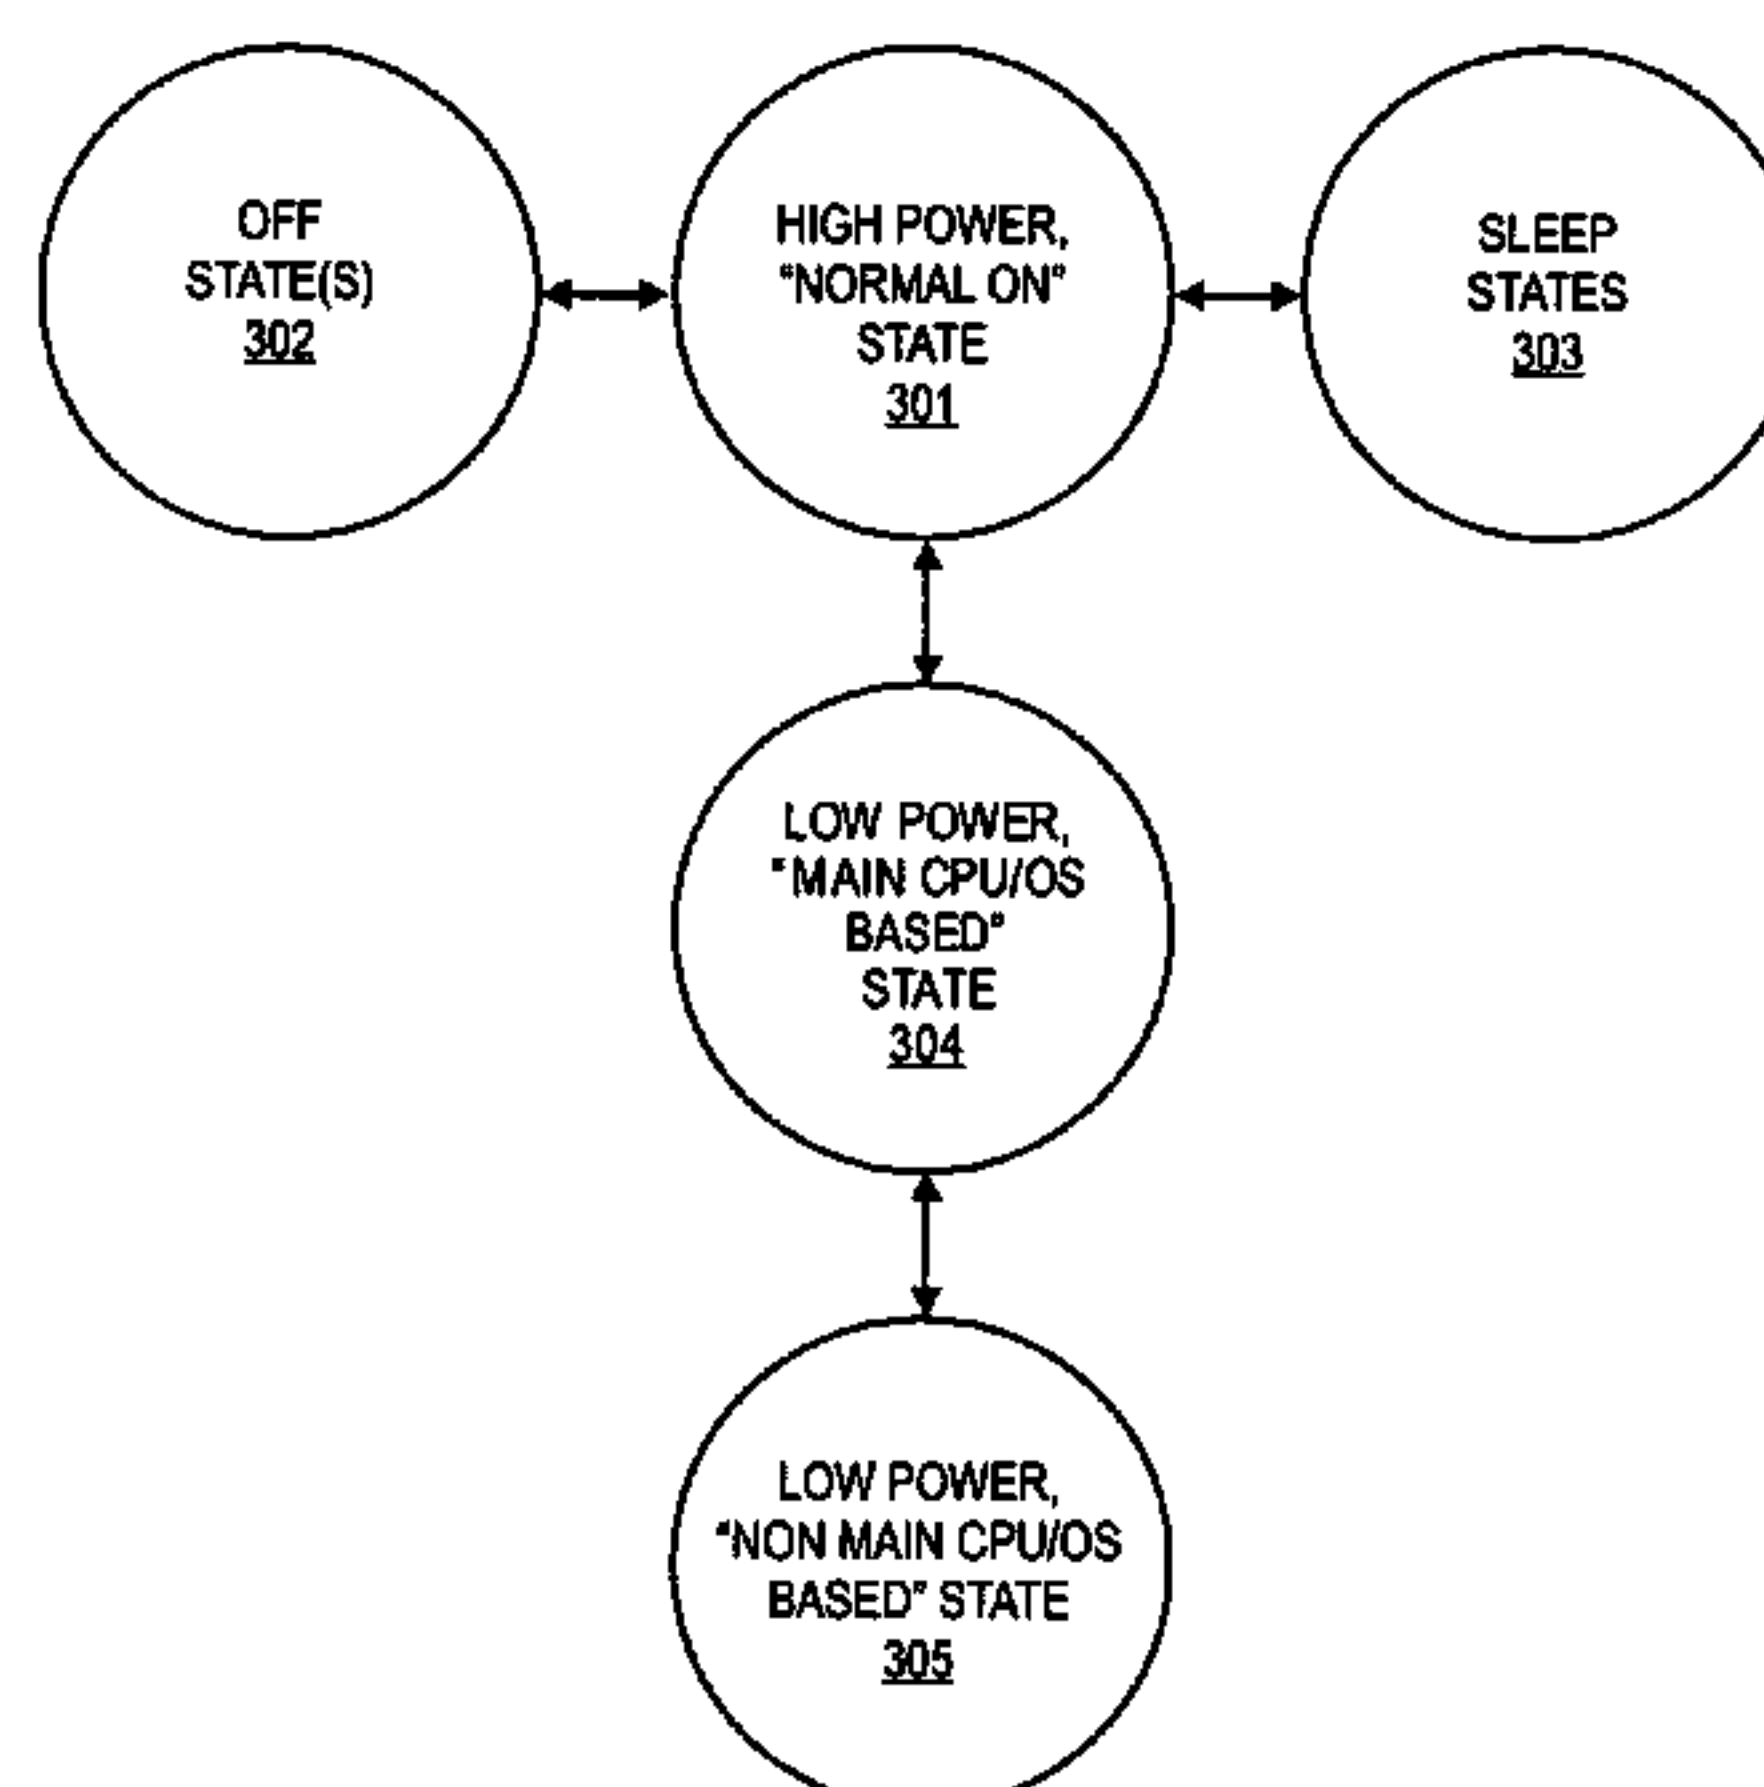 OFF
STATE(S)
302
HIGH POWER,
"NORMAL ON"
STATE
301
SLEEP
STATES
303
LOW POWER,
"MAIN CPU/OS
BASED"
STATE
304
LOW POWER,
"NON MAIN CPU/OS
BASED" STATE
305